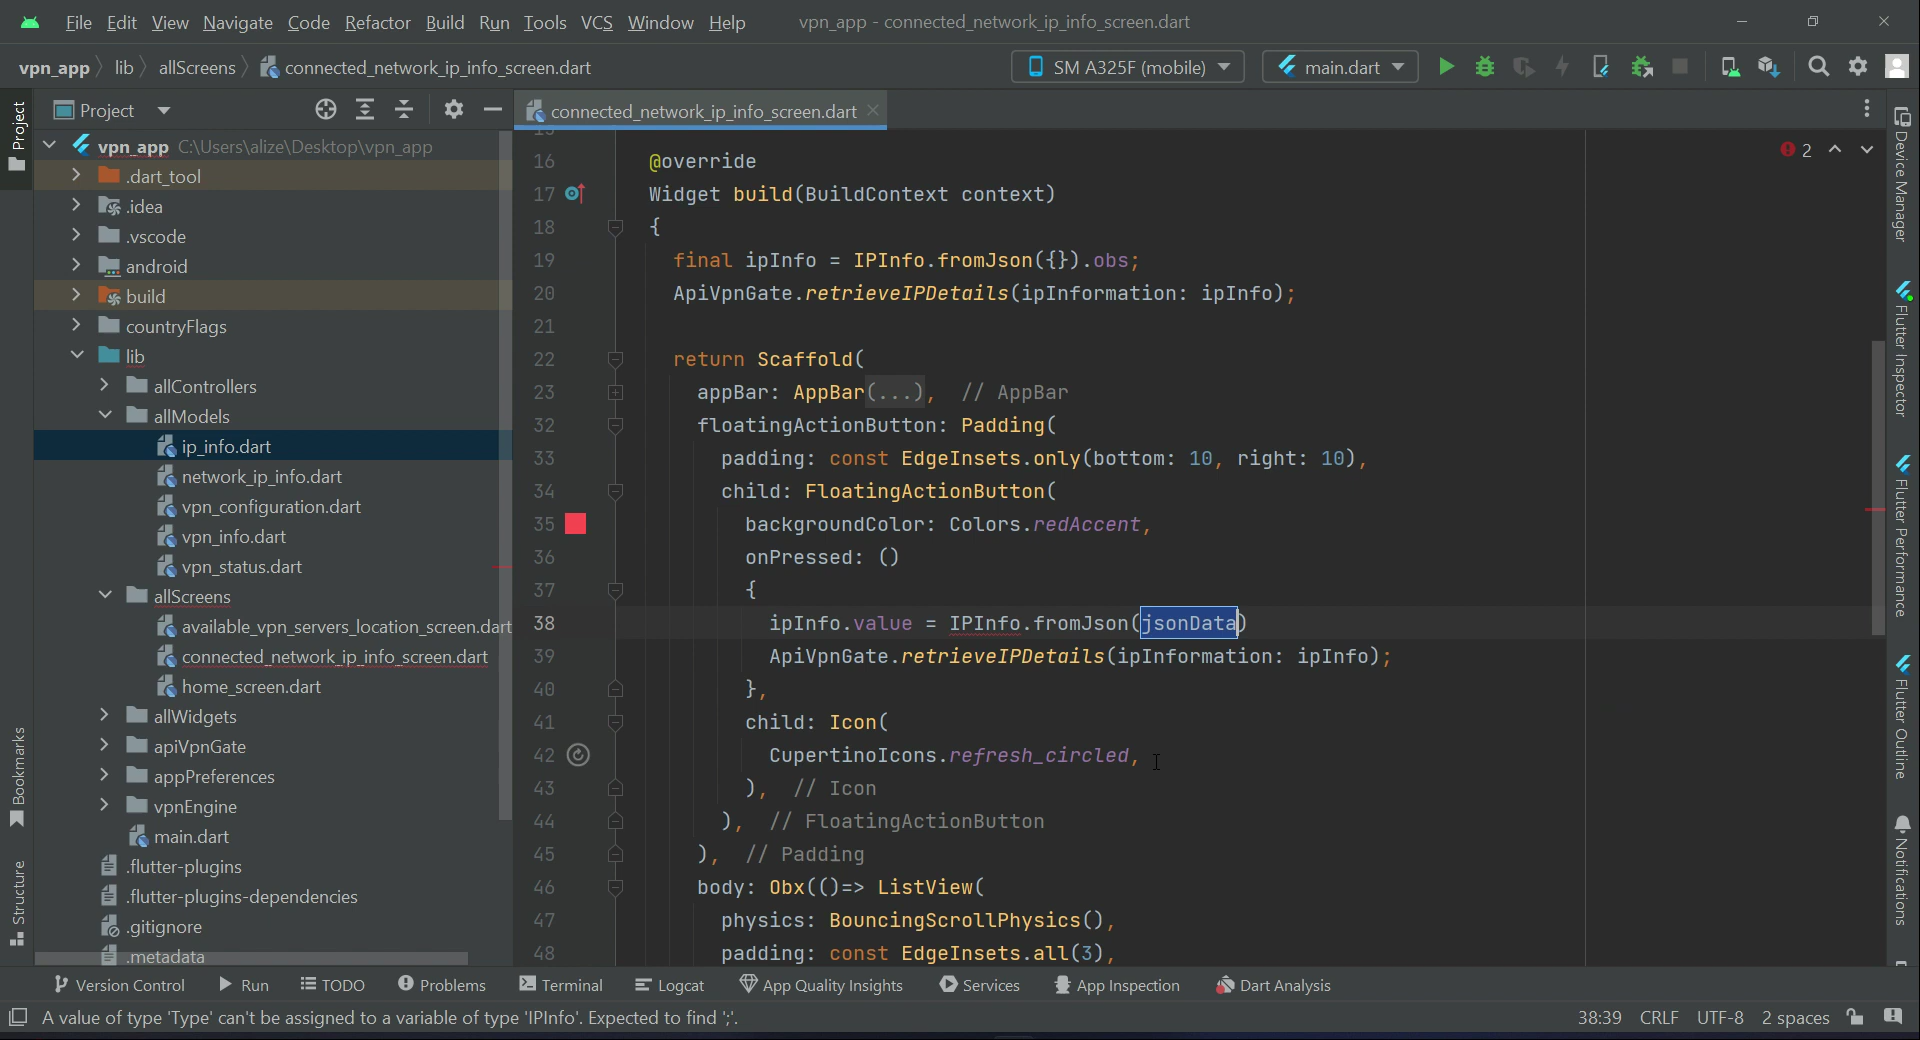 File Edit View Navigate Code Refactor Build Run Tools VCS Window Help vpn_app - connected_network_ip_info_screen.dart
vpn_app lib allScreens connected_network_ip_info_screen.dart SM A325F (mobile) main.dart
Project
connected_network_ip_info_screen.dart
vpn_app C:\Users\alize\Desktop\vpn_app
.dart_tool
.idea
.vscode
android
build
countryFlags
lib
allControllers
allModels
ip_info.dart
network_ip_info.dart
vpn_configuration.dart
vpn_info.dart
vpn_status.dart
allScreens
available_vpn_servers_location_screen.dart
connected_network_ip_info_screen.dart
home_screen.dart
allWidgets
apiVpnGate
appPreferences
vpnEngine
main.dart
.flutter-plugins
.flutter-plugins-dependencies
.gitignore
.metadata
Project
Bookmarks
Structure
15
16 @override
17 Widget build(BuildContext context)
18 {
19 final ipInfo = IPInfo.fromJson({}).obs;
20 ApiVpnGate.retrieveIPDetails(ipInformation: ipInfo);
21
22 return Scaffold(
23 appBar: AppBar(...), // AppBar
32 floatingActionButton: Padding(
33 padding: const EdgeInsets.only(bottom: 10, right: 10),
34 child: FloatingActionButton(
35 backgroundColor: Colors.redAccent,
36 onPressed: ()
37 {
38 ipInfo.value = IPInfo.fromJson(jsonData)
39 ApiVpnGate.retrieveIPDetails(ipInformation: ipInfo);
40 },
41 child: Icon(
42 CupertinoIcons.refresh_circled,
43 ), // Icon
44 ), // FloatingActionButton
45 ), // Padding
46 body: Obx(()=> ListView(
47 physics: BouncingScrollPhysics(),
48 padding: const EdgeInsets.all(3),
2
Device Manager
Flutter Inspector
Flutter Performance
Flutter Outline
Notifications
Version Control Run TODO Problems Terminal Logcat App Quality Insights Services App Inspection Dart Analysis
A value of type 'Type' can't be assigned to a variable of type 'IPInfo'. Expected to find ';'. 38:39 CRLF UTF-8 2 spaces